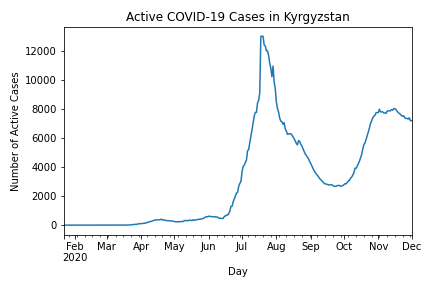 Active COVID-19 Cases in Kyrgyzstan
Number of Active Cases
12000
10000
8000
6000
4000
2000
0
Feb Mar Apr May Jun Jul Aug Sep Oct Nov Dec
2020
Day